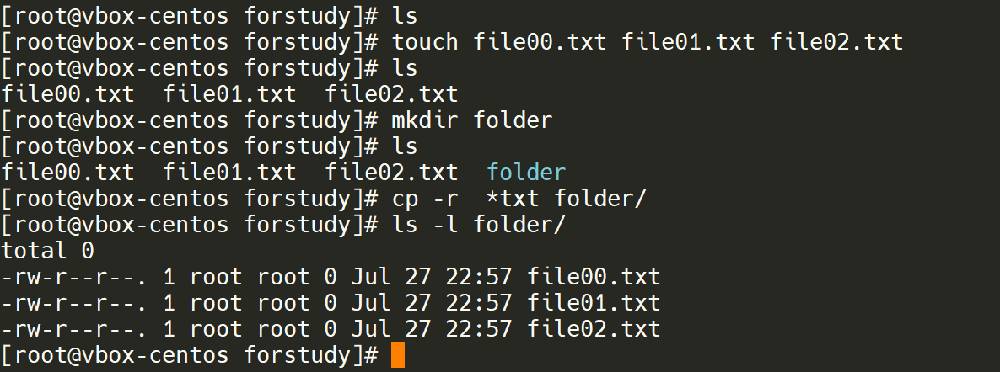 [root@vbox-centos forstudy]# ls
[root@vbox-centos forstudy]# touch file00.txt file01.txt file02.txt
[root@vbox-centos forstudy]# ls
file00.txt  file01.txt  file02.txt
[root@vbox-centos forstudy]# mkdir folder
[root@vbox-centos forstudy]# ls
file00.txt  file01.txt  file02.txt  folder
[root@vbox-centos forstudy]# cp -r  *txt folder/
[root@vbox-centos forstudy]# ls -l folder/
total 0
-rw-r--r--. 1 root root 0 Jul 27 22:57 file00.txt
-rw-r--r--. 1 root root 0 Jul 27 22:57 file01.txt
-rw-r--r--. 1 root root 0 Jul 27 22:57 file02.txt
[root@vbox-centos forstudy]#